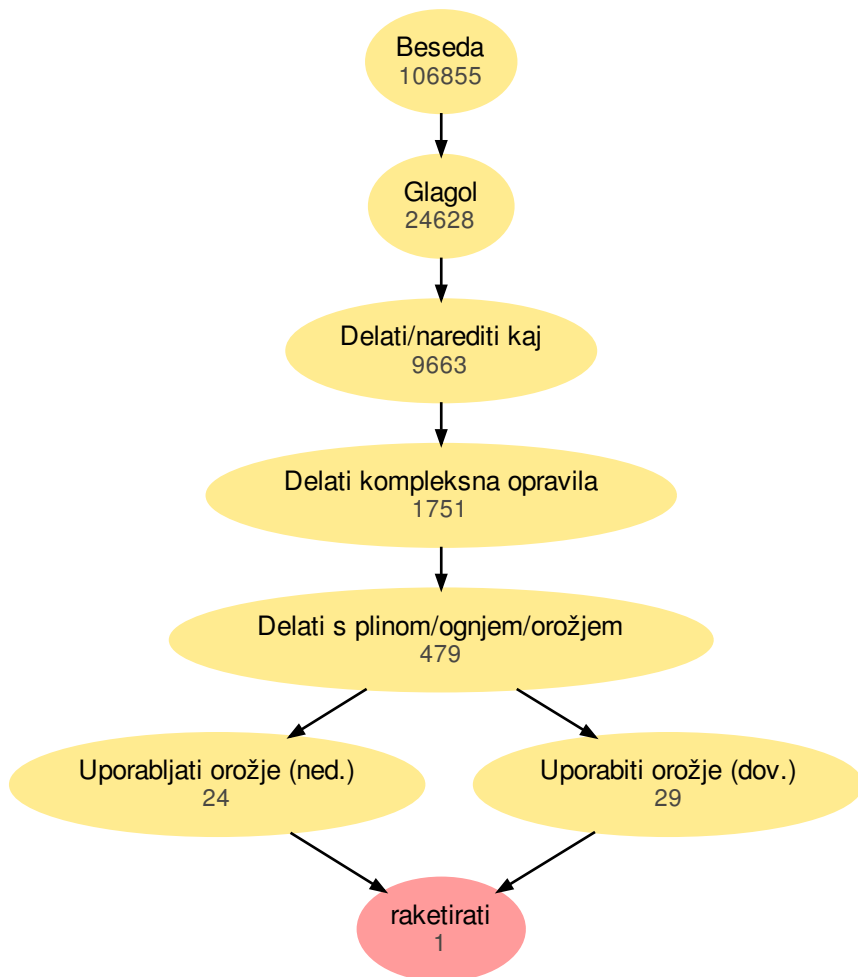 Beseda
106855
Glagol
24628
Delati/narediti kaj
9663
Delati kompleksna opravila
1751
Delati s plinom/ognjem/orožjem
479
Uporabljati orožje (ned.)
24
Uporabiti orožje (dov.)
29
raketirati
1